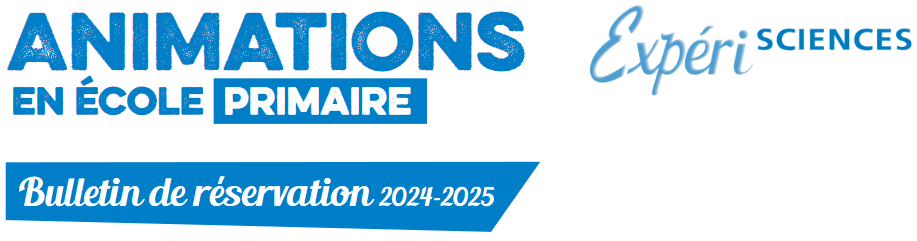 ANIMATIONS
EN ÉCOLE PRIMAIRE
Expéri SCIENCES
Bulletin de réservation 2024-2025